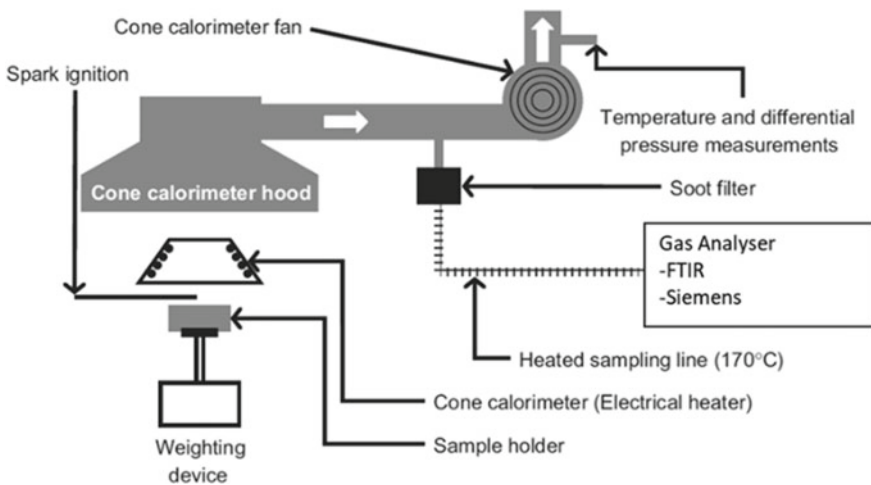 Cone calorimeter fan
Spark ignition
Temperature and differential
pressure measurements
Cone calorimeter hood
Soot filter
Gas Analyser
-FTIR
-Siemens
Heated sampling line (170°C)
Cone calorimeter (Electrical heater)
Sample holder
Weighting
device